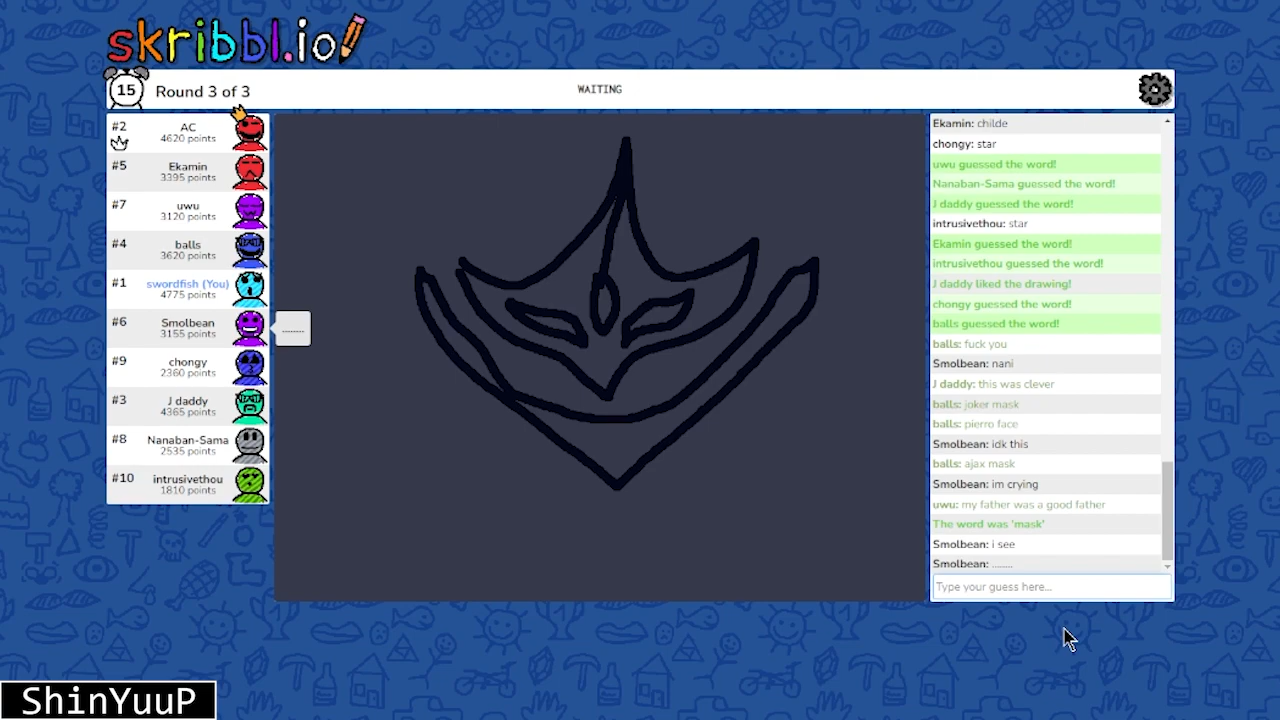 skribbl.io
15
Round 3 of 3
WAITING
#2
AC
4620 points
#5
Ekamin
3395 points
#7
uwu
3120 points
#4
balls
3620 points
#1
swordfish (You)
4775 points
#6
Smolbean
3155 points
........
#9
chongy
2360 points
#3
J daddy
4365 points
#8
Nanaban-Sama
2535 points
#10
intrusivethou
1810 points
Ekamin: childe
chongy: star
uwu guessed the word!
Nanaban-Sama guessed the word!
J daddy guessed the word!
intrusivethou: star
Ekamin guessed the word!
intrusivethou guessed the word!
J daddy liked the drawing!
chongy guessed the word!
balls guessed the word!
balls: fuck you
Smolbean: nani
J daddy: this was clever
balls: joker mask
balls: pierro face
Smolbean: idk this
balls: ajax mask
Smolbean: im crying
uwu: my father was a good father
The word was 'mask'
Smolbean: i see
Smolbean: ........
Type your guess here...
ShinYuuP